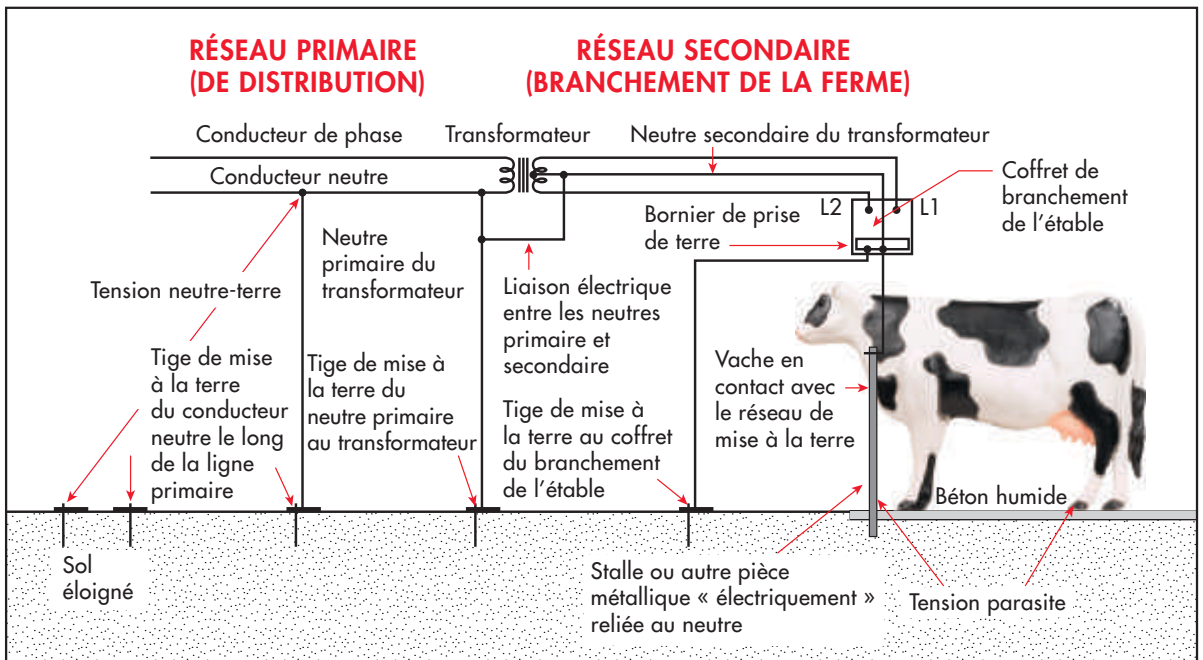 RÉSEAU PRIMAIRE
(DE DISTRIBUTION)
RÉSEAU SECONDAIRE
(BRANCHEMENT DE LA FERME)
Conducteur de phase
Transformateur
Neutre secondaire du transformateur
Conducteur neutre
Coffret de
branchement
de l'étable
L2
L1
Bornier de prise
de terre
Neutre
primaire du
transformateur
Tension neutre-terre
Liaison électrique
entre les neutres
primaire et
secondaire
Tige de mise
à la terre
du conducteur
neutre le long
de la ligne
primaire
Tige de mise à
la terre du
neutre primaire
au transformateur
Tige de mise à
la terre au coffret
du branchement
de l'étable
Vache en
contact avec
le réseau de
mise à la terre
Béton humide
Sol
éloigné
Stalle ou autre pièce
métallique « électriquement »
reliée au neutre
Tension parasite